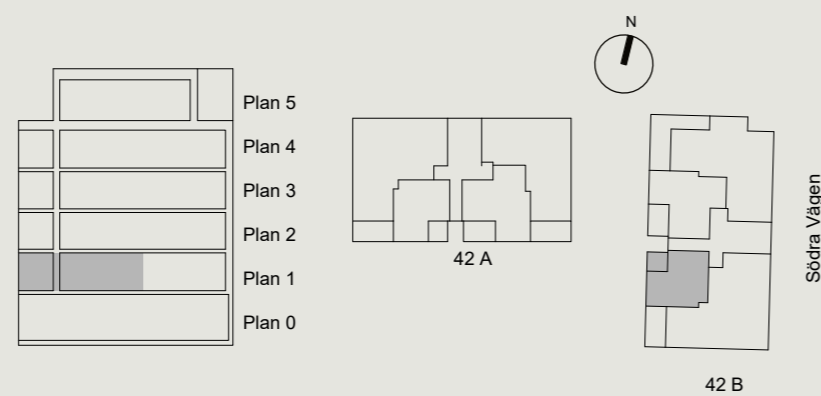 N
Plan 5
Plan 4
Plan 3
Plan 2
Plan 1
Plan 0
42 A
42 B
Södra Vägen